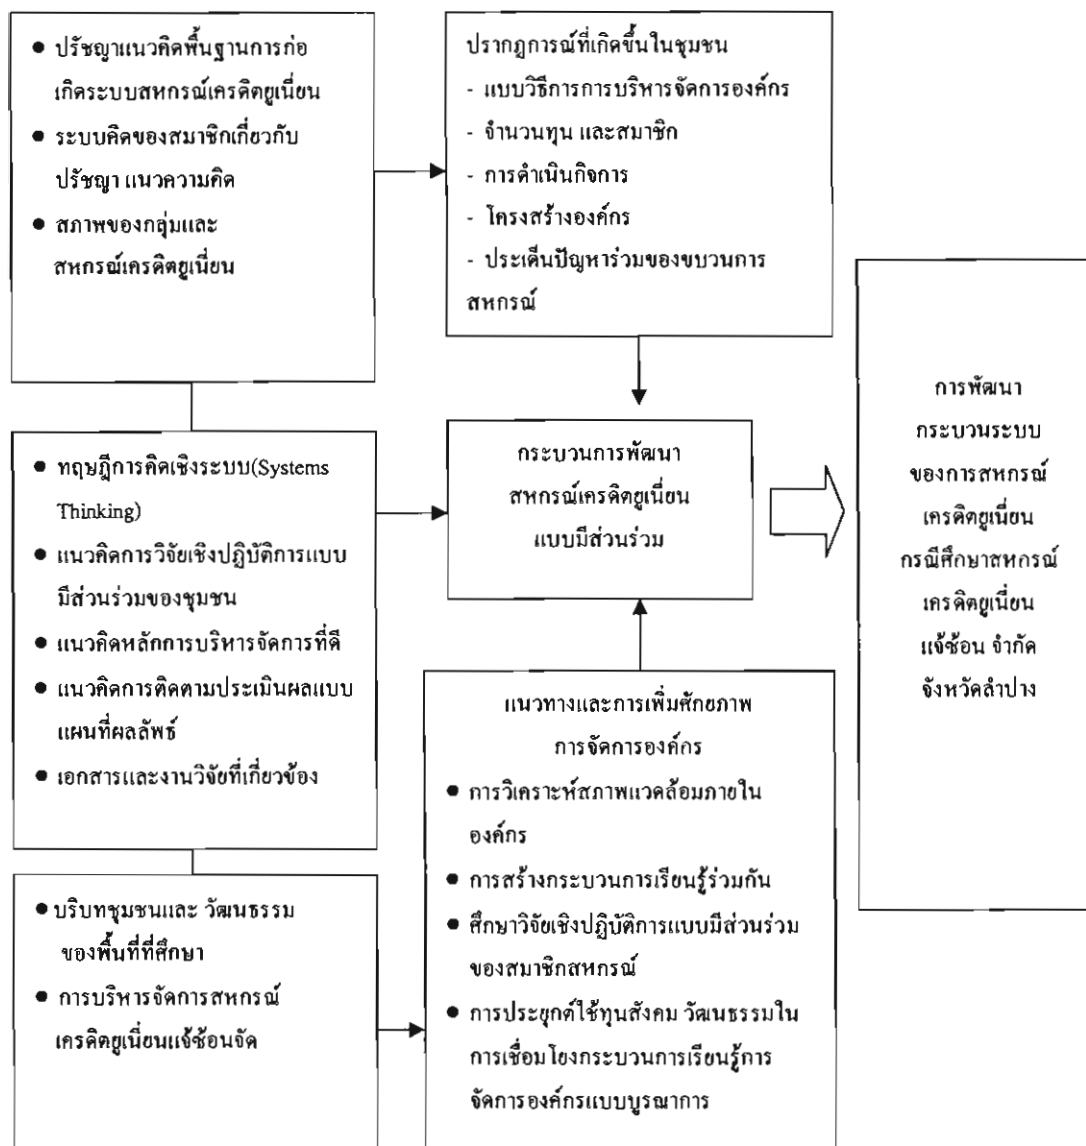 ● ปรัชญาแนวคิดพื้นฐานการก่อ
เกิดระบบสหกรณ์เครดิตยูเนี่ยน
● ระบบคิดของสมาชิกเกี่ยวกับ
ปรัชญา แนวความคิด
● สภาพของกลุ่มและ
สหกรณ์เครดิตยูเนี่ยน
ปรากฏการณ์ที่เกิดขึ้นในชุมชน
- แบบวิธีการการบริหารจัดการองค์กร
- จำนวนทุน และสมาชิก
- การดำเนินกิจการ
- โครงสร้างองค์กร
- ประเด็นปัญหาร่วมของขบวนการ
สหกรณ์
● ทฤษฎีการคิดเชิงระบบ(Systems
Thinking)
● แนวคิดการวิจัยเชิงปฏิบัติการแบบ
มีส่วนร่วมของชุมชน
● แนวคิดหลักการบริหารจัดการที่ดี
● แนวคิดการติดตามประเมินผลแบบ
แผนที่ผลลัพธ์
● เอกสารและงานวิจัยที่เกี่ยวข้อง
กระบวนการพัฒนา
สหกรณ์เครดิตยูเนี่ยน
แบบมีส่วนร่วม
● บริบทชุมชนและ วัฒนธรรม
ของพื้นที่ที่ศึกษา
● การบริหารจัดการสหกรณ์
เครดิตยูเนี่ยนแจ้ซ้อนจัด
แนวทางและการเพิ่มศักยภาพ
การจัดการองค์กร
● การวิเคราะห์สภาพแวดล้อมภายใน
องค์กร
● การสร้างกระบวนการเรียนรู้ร่วมกัน
● ศึกษาวิจัยเชิงปฏิบัติการแบบมีส่วนร่วม
ของสมาชิกสหกรณ์
● การประยุกต์ใช้ทุนสังคม วัฒนธรรมใน
การเชื่อมโยงกระบวนการเรียนรู้การ
จัดการองค์กรแบบบูรณาการ
การพัฒนา
กระบวนระบบ
ของการสหกรณ์
เครดิตยูเนี่ยน
กรณีศึกษาสหกรณ์
เครดิตยูเนี่ยน
แจ้ซ้อน จำกัด
จังหวัดลำปาง